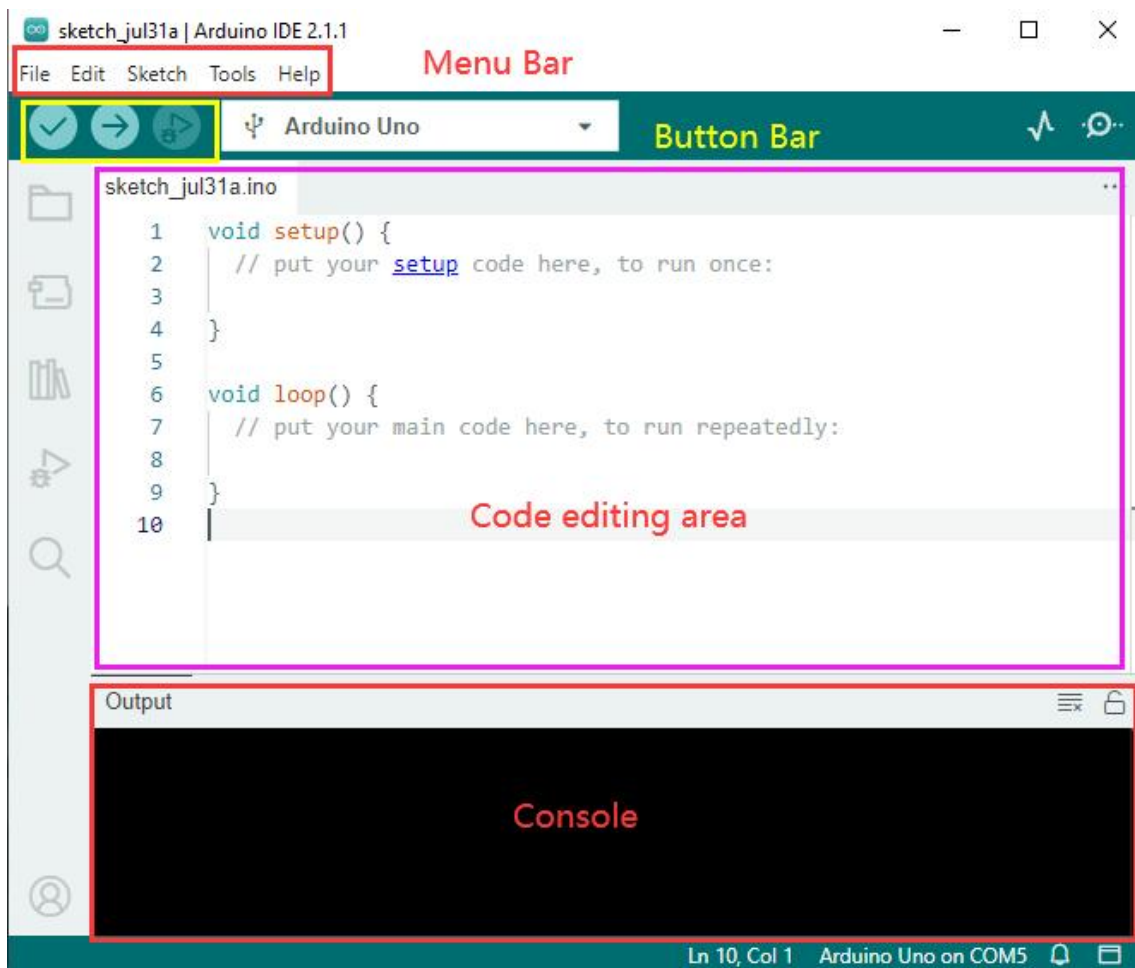 sketch_jul31a | Arduino IDE 2.1.1
File Edit Sketch Tools Help
Menu Bar
Arduino Uno
Button Bar
sketch_jul31a.ino
1 void setup() {
2 // put your setup code here, to run once:
3
4 }
5
6 void loop() {
7 // put your main code here, to run repeatedly:
8
9 }
10
Code editing area
Output
Console
Ln 10, Col 1 Arduino Uno on COM5